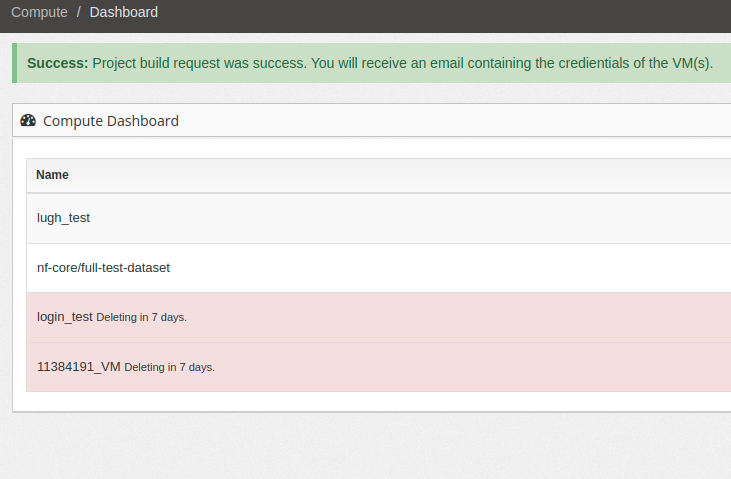 Compute / Dashboard
Success: Project build request was success. You will receive an email containing the credientials of the VM(s).
Compute Dashboard
Name
lugh_test
nf-core/full-test-dataset
login_test Deleting in 7 days.
11384191_VM Deleting in 7 days.